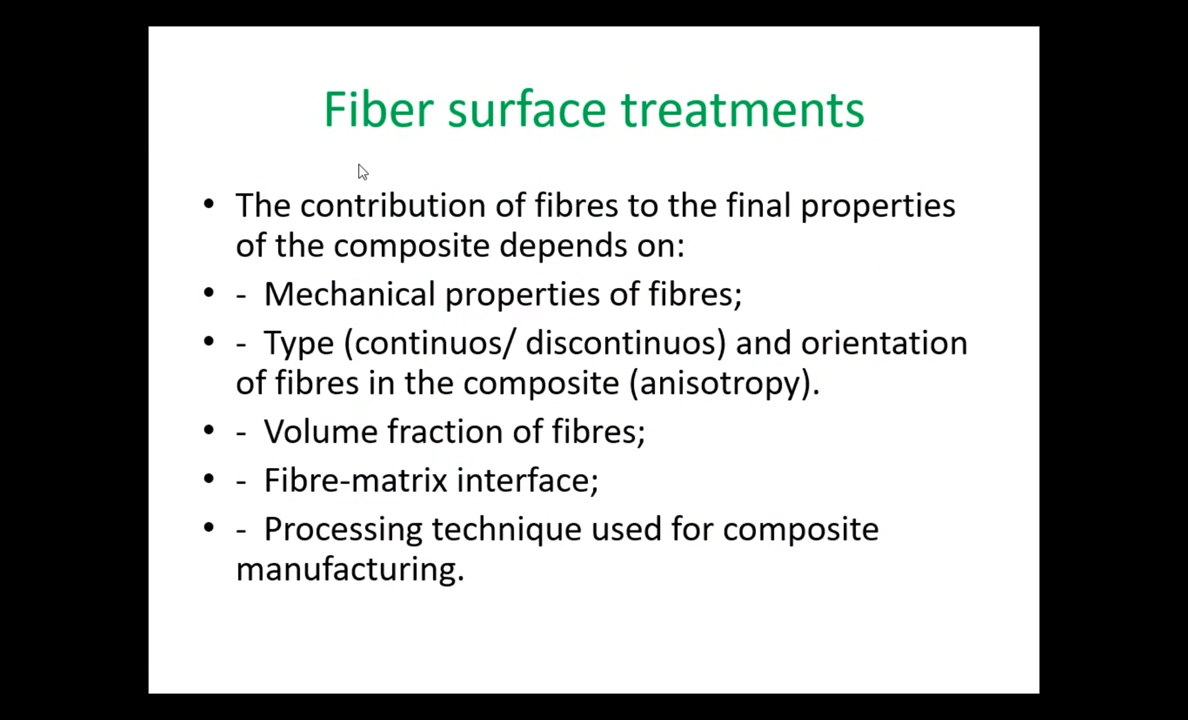 Fiber surface treatments
• The contribution of fibres to the final properties
of the composite depends on:
• - Mechanical properties of fibres;
• - Type (continuos/ discontinuos) and orientation
of fibres in the composite (anisotropy).
• - Volume fraction of fibres;
• - Fibre-matrix interface;
• - Processing technique used for composite
manufacturing.